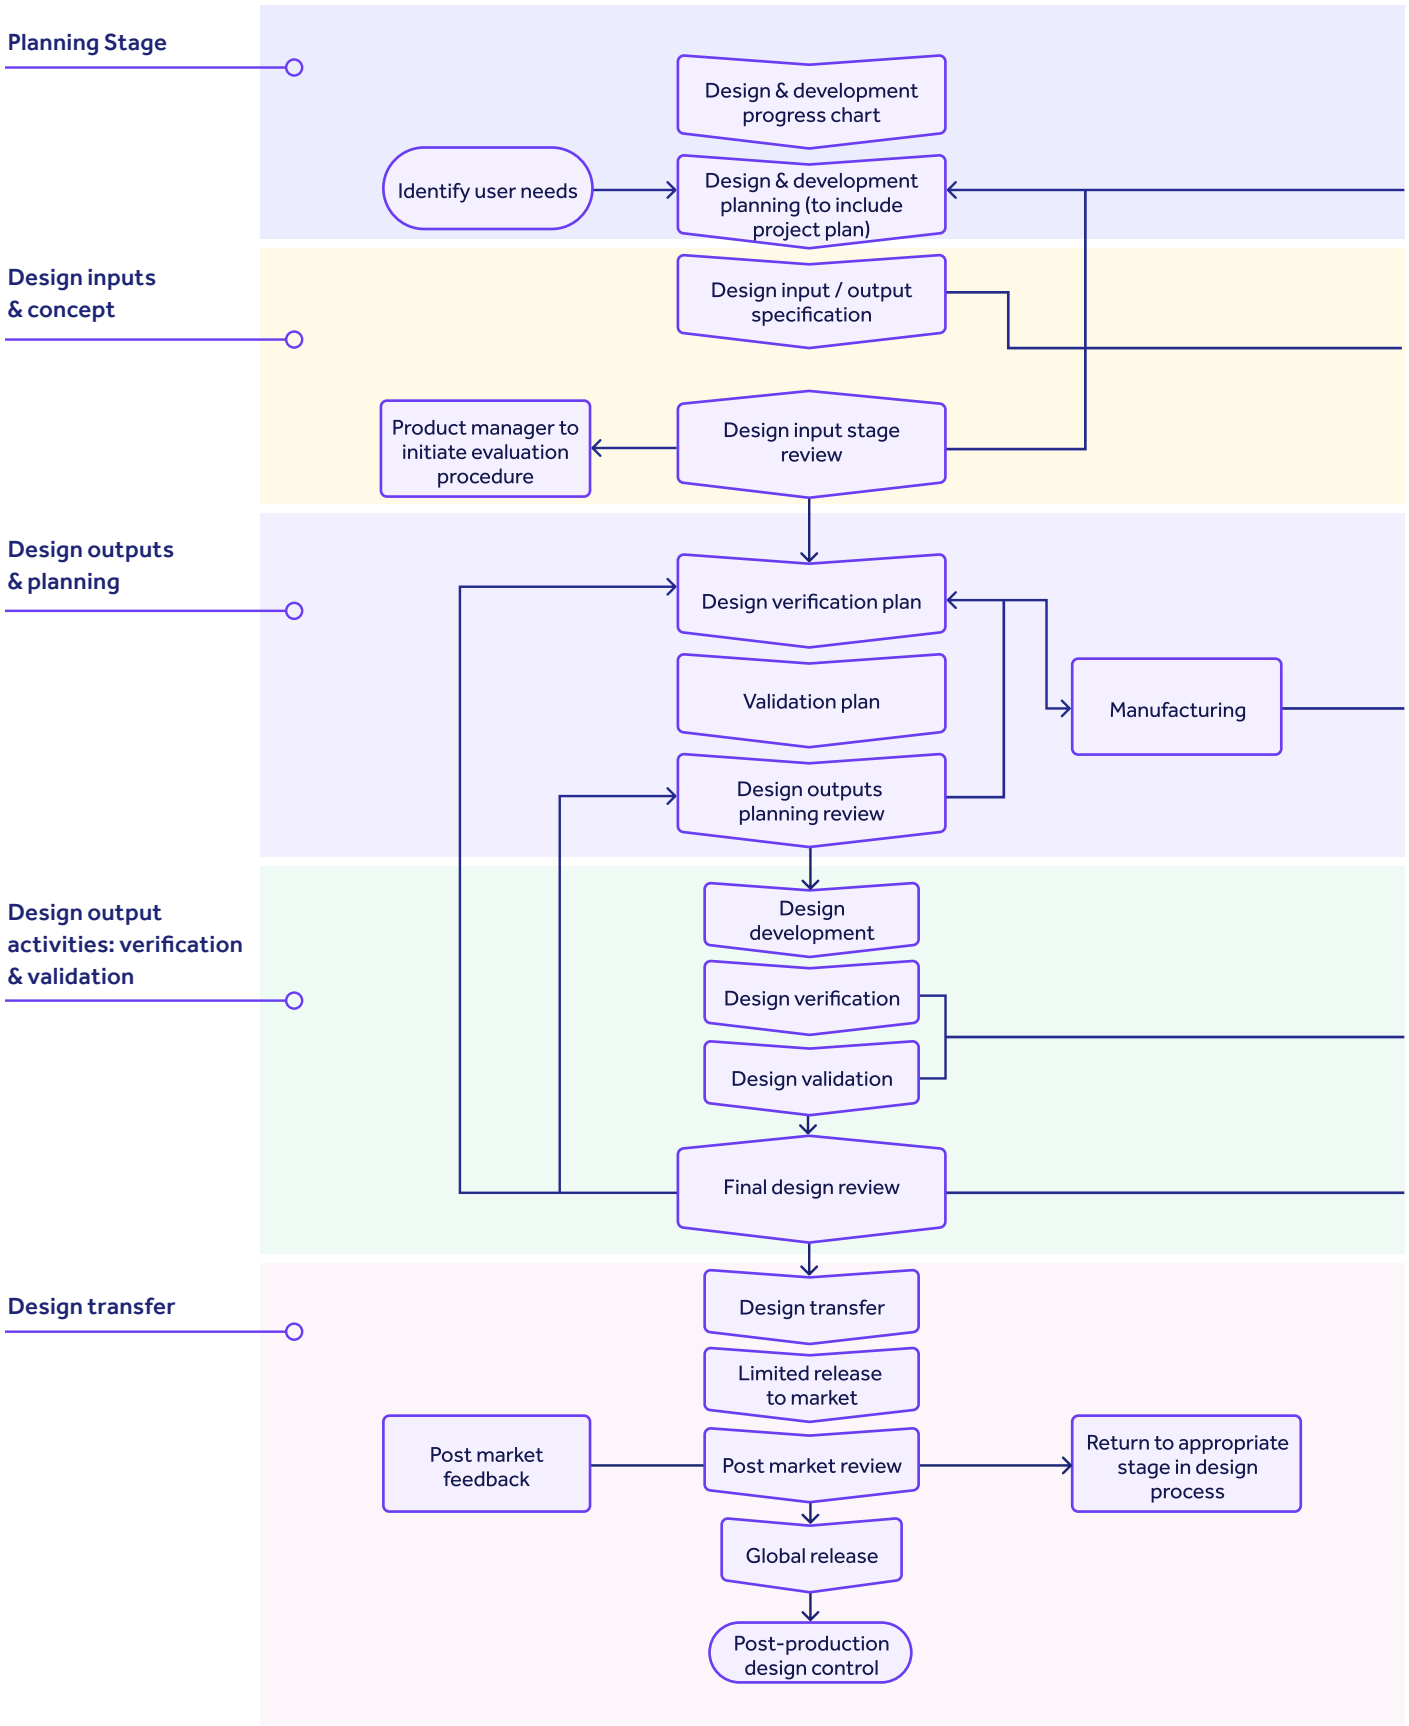 Planning Stage
Design & development
progress chart
Identify user needs
Design & development
planning (to include
project plan)
Design inputs
& concept
Design input / output
specification
Product manager to
initiate evaluation
procedure
Design input stage
review
Design outputs
& planning
Design verification plan
Validation plan
Manufacturing
Design outputs
planning review
Design output
activities: verification
& validation
Design
development
Design verification
Design validation
Final design review
Design transfer
Design transfer
Limited release
to market
Post market
feedback
Post market review
Return to appropriate
stage in design
process
Global release
Post-production
design control